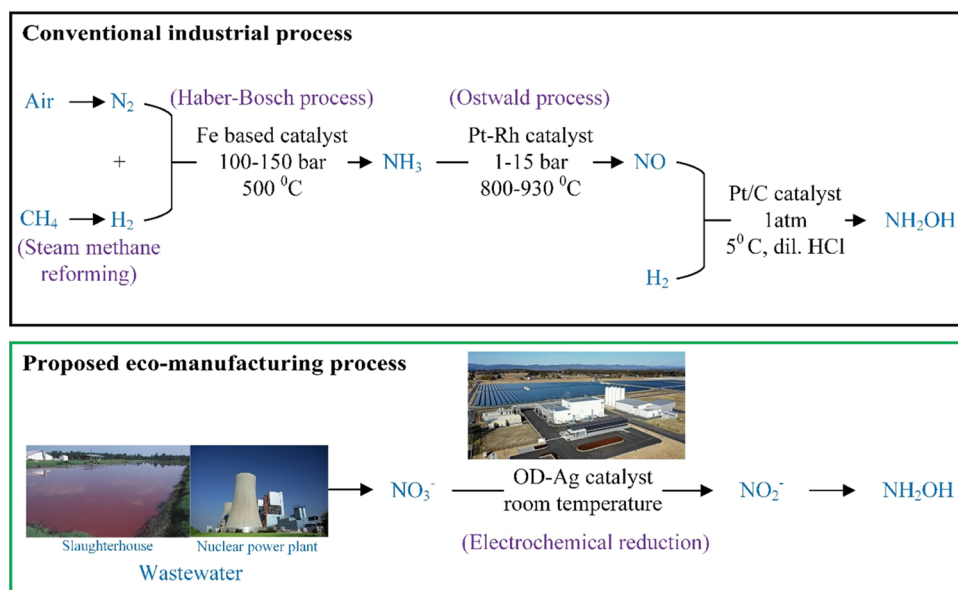 Conventional industrial process
(Haber-Bosch process)
(Ostwald process)
Air
N₂
Fe based catalyst
Pt-Rh catalyst
+
100-150 bar
NH₃
1-15 bar
NO
500 ⁰C
800-930 ⁰C
Pt/C catalyst
CH₄
H₂
1atm
NH₂OH
(Steam methane
reforming)
5⁰ C, dil. HCl
H₂
Proposed eco-manufacturing process
OD-Ag catalyst
NO₃⁻
room temperature
NO₂⁻
NH₂OH
(Electrochemical reduction)
Slaughterhouse
Nuclear power plant
Wastewater